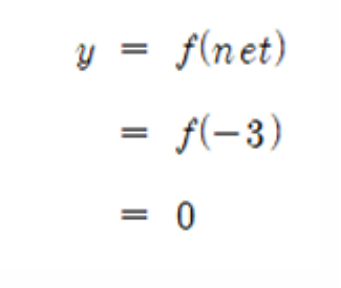 y = f(net)
= f(−3)
= 0